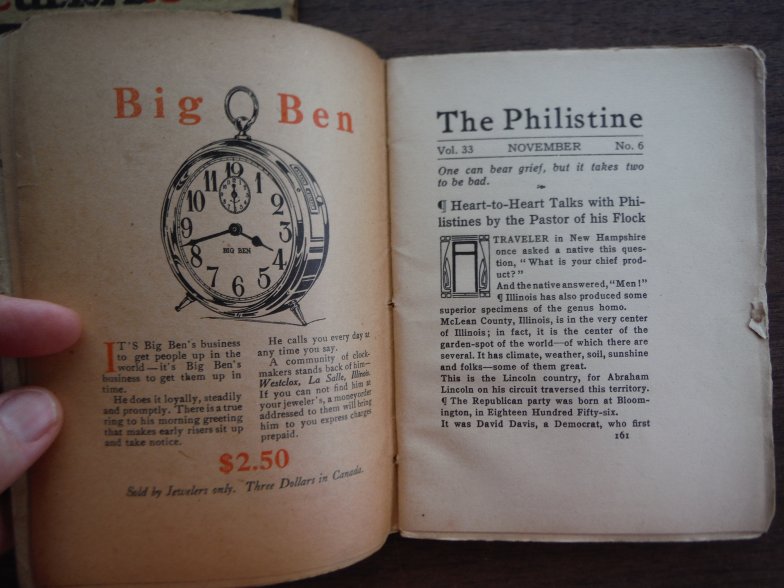 Big Ben
12
11
1
10
2
9
3
8
4
7
5
6
BIG BEN
IT'S Big Ben's business
to get people up in the
world—it's Big Ben's
business to get them up in
time.
He does it loyally, steadily
and promptly. There is a true
ring to his morning greeting
that makes early risers sit up
and take notice.
He calls you every day at
any time you say.
A community of clock-
makers stands back of him—
Westclox, La Salle, Illinois.
If you can not find him at
your jeweler's, a moneyorder
addressed to them will bring
him to you express charges
prepaid.
$2.50
Sold by Jewelers only. Three Dollars in Canada.
The Philistine
Vol. 33 NOVEMBER No. 6
One can bear grief, but it takes two
to be bad.
¶ Heart-to-Heart Talks with Phi-
listines by the Pastor of his Flock
TRAVELER in New Hampshire
once asked a native this ques-
tion, "What is your chief prod-
uct?"
And the native answered, "Men!"
¶ Illinois has also produced some
superior specimens of the genus homo.
McLean County, Illinois, is in the very center
of Illinois; in fact, it is the center of the
garden-spot of the world—of which there are
several. It has climate, weather, soil, sunshine
and folks—some of them great.
This is the Lincoln country, for Abraham
Lincoln on his circuit traversed this territory.
¶ The Republican party was born at Bloom-
ington, in Eighteen Hundred Fifty-six.
It was David Davis, a Democrat, who first
161